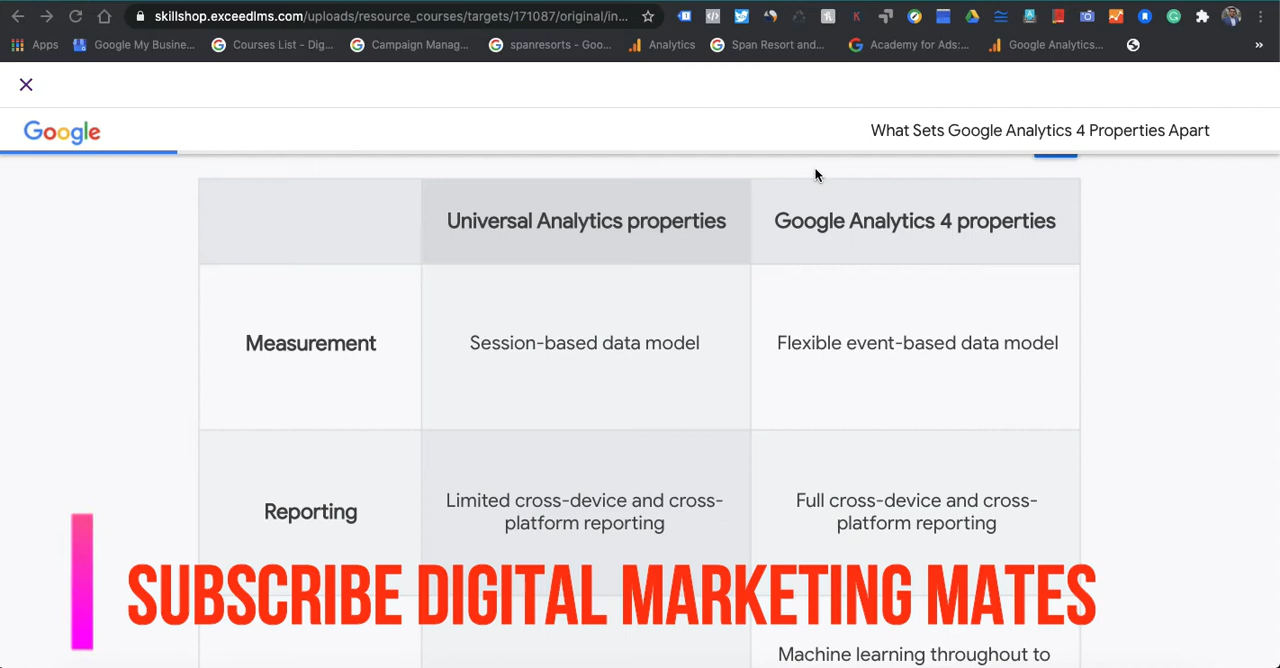 skillshop.exceedlms.com/uploads/resource_courses/targets/171087/original/in...
Apps
Google My Busine...
Courses List - Dig...
Campaign Manag...
spanresorts - Goo...
Analytics
Span Resort and...
Academy for Ads:...
Google Analytics...
»
Google
What Sets Google Analytics 4 Properties Apart
Universal Analytics properties
Google Analytics 4 properties
Measurement
Session-based data model
Flexible event-based data model
Reporting
Limited cross-device and cross-
platform reporting
Full cross-device and cross-
platform reporting
SUBSCRIBE DIGITAL MARKETING MATES
Machine learning throughout to